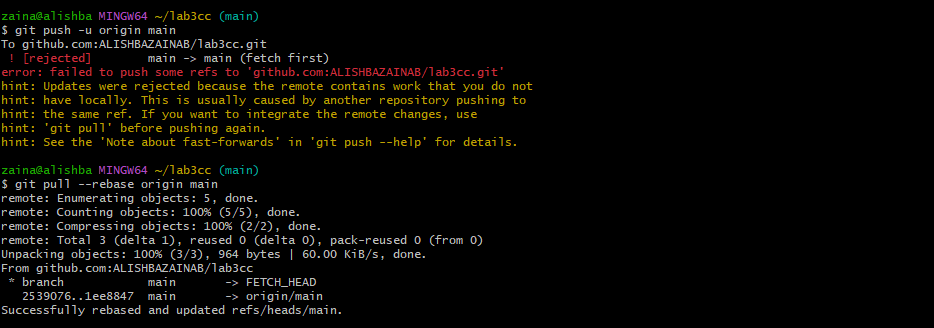 zaina@alishba MINGW64 ~/lab3cc (main)
$ git push -u origin main
To github.com:ALISHBAZAINAB/lab3cc.git
 ! [rejected]        main -> main (fetch first)
error: failed to push some refs to 'github.com:ALISHBAZAINAB/lab3cc.git'
hint: Updates were rejected because the remote contains work that you do not
hint: have locally. This is usually caused by another repository pushing to
hint: the same ref. If you want to integrate the remote changes, use
hint: 'git pull' before pushing again.
hint: See the 'Note about fast-forwards' in 'git push --help' for details.

zaina@alishba MINGW64 ~/lab3cc (main)
$ git pull --rebase origin main
remote: Enumerating objects: 5, done.
remote: Counting objects: 100% (5/5), done.
remote: Compressing objects: 100% (2/2), done.
remote: Total 3 (delta 1), reused 0 (delta 0), pack-reused 0 (from 0)
Unpacking objects: 100% (3/3), 964 bytes | 60.00 KiB/s, done.
From github.com:ALISHBAZAINAB/lab3cc
 * branch            main       -> FETCH_HEAD
   2539076..1ee8847  main       -> origin/main
Successfully rebased and updated refs/heads/main.